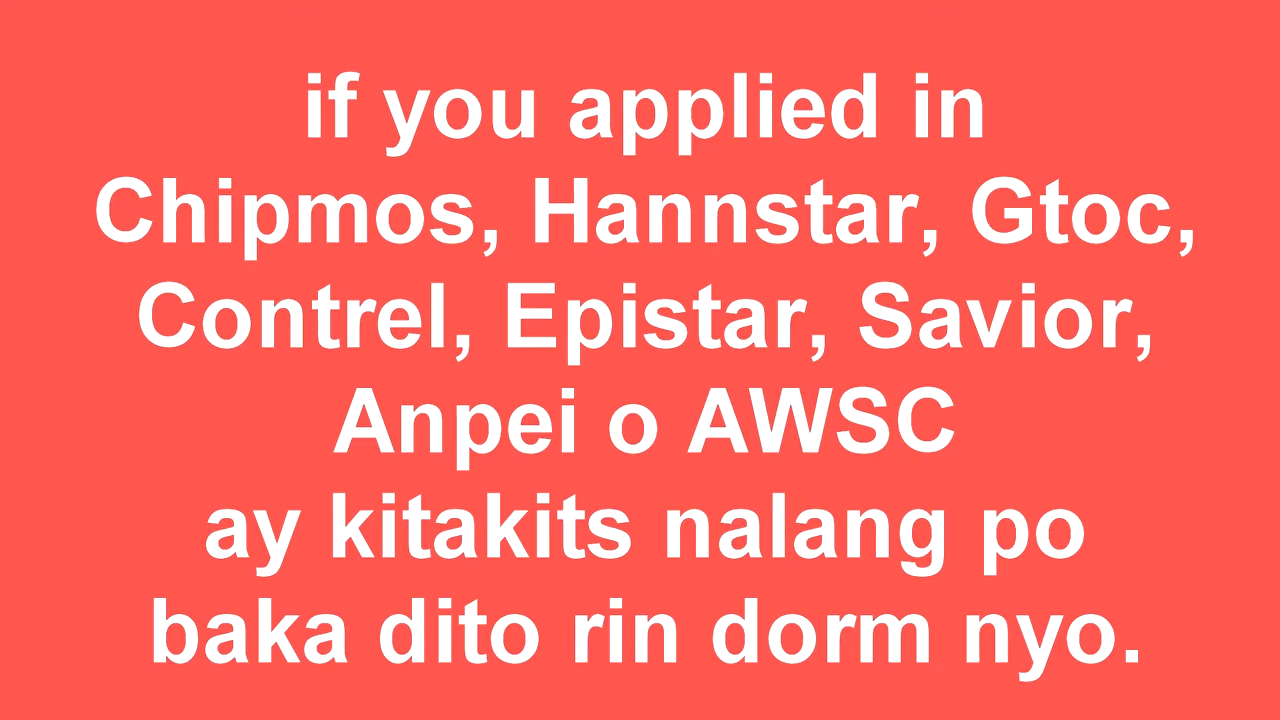 if you applied in
Chipmos, Hannstar, Gtoc,
Contrel, Epistar, Savior,
Anpei o AWSC
ay kitakits nalang po
baka dito rin dorm nyo.